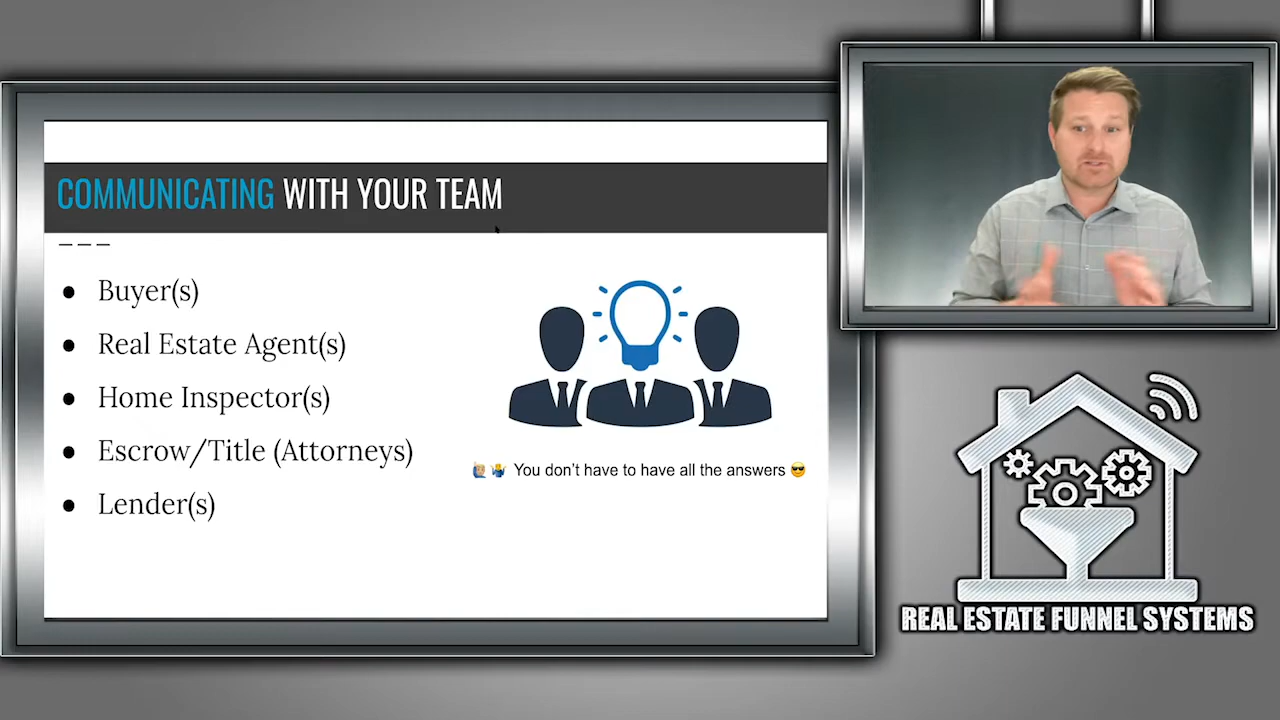 COMMUNICATING WITH YOUR TEAM
● Buyer(s)
● Real Estate Agent(s)
● Home Inspector(s)
● Escrow/Title (Attorneys)
● Lender(s)
🙋🏼‍♂️ 🤷‍♂️ You don’t have to have all the answers 😎
REAL ESTATE FUNNEL SYSTEMS